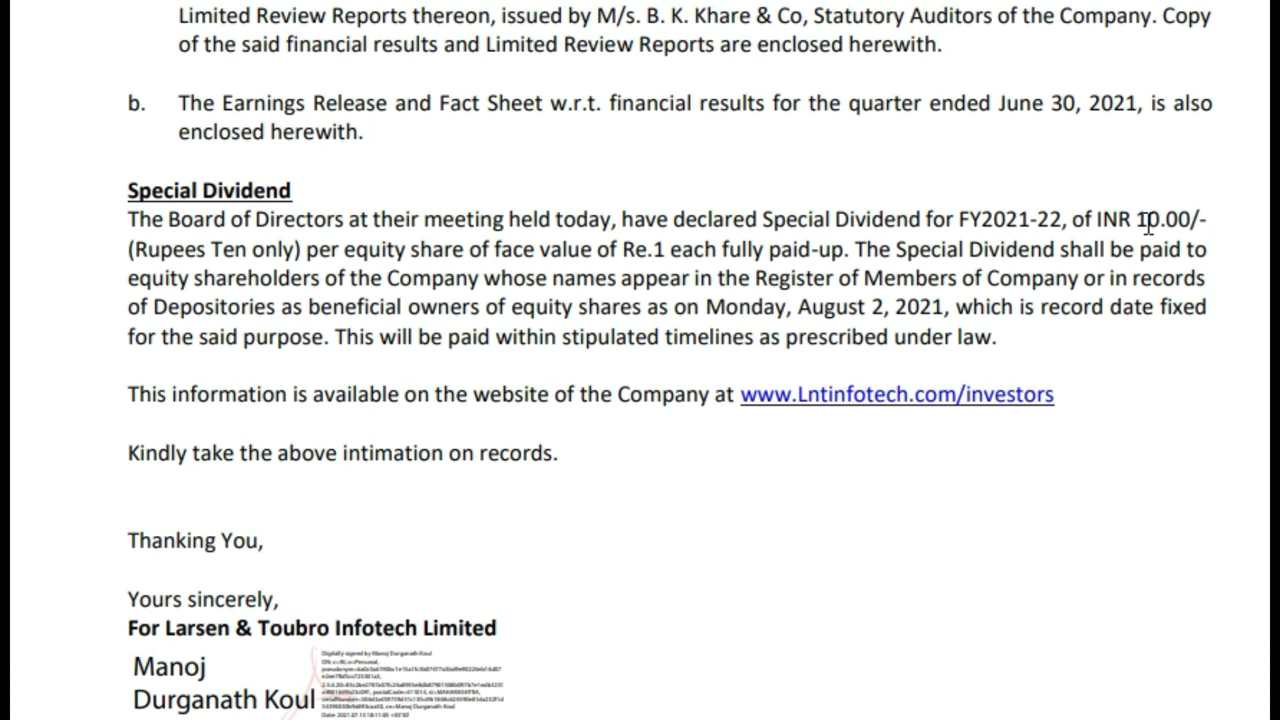 Limited Review Reports thereon, issued by M/s. B. K. Khare & Co, Statutory Auditors of the Company. Copy
of the said financial results and Limited Review Reports are enclosed herewith.
b. The Earnings Release and Fact Sheet w.r.t. financial results for the quarter ended June 30, 2021, is also
enclosed herewith.
Special Dividend
The Board of Directors at their meeting held today, have declared Special Dividend for FY2021-22, of INR 10.00/-
(Rupees Ten only) per equity share of face value of Re.1 each fully paid-up. The Special Dividend shall be paid to
equity shareholders of the Company whose names appear in the Register of Members of Company or in records
of Depositories as beneficial owners of equity shares as on Monday, August 2, 2021, which is record date fixed
for the said purpose. This will be paid within stipulated timelines as prescribed under law.
This information is available on the website of the Company at www.Lntinfotech.com/investors
Kindly take the above intimation on records.
Thanking You,
Yours sincerely,
For Larsen & Toubro Infotech Limited
Manoj
Durganath Koul
Digitally signed by Manoj Durganath Koul